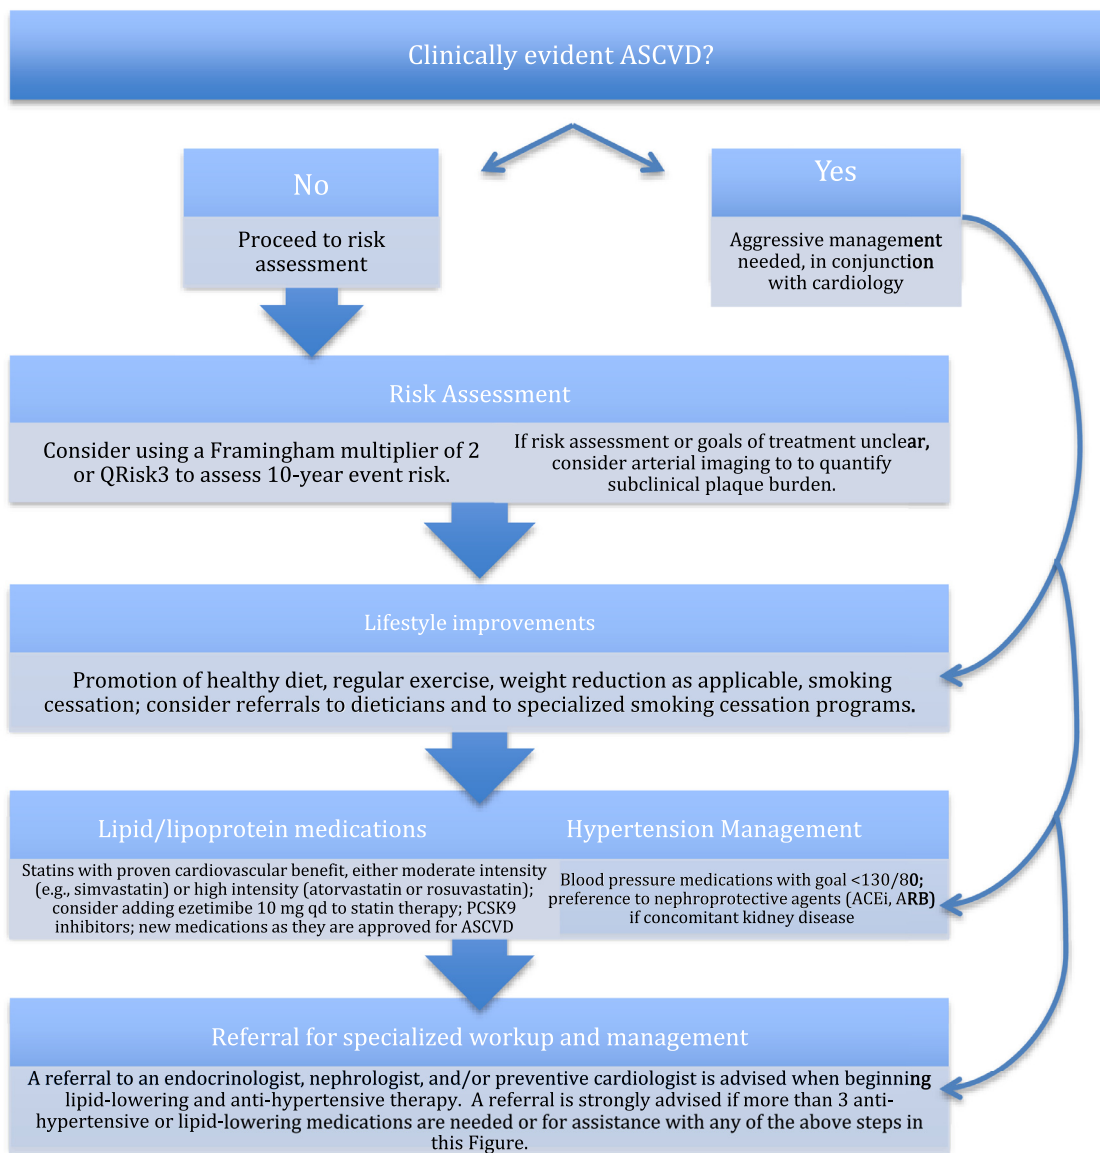 Clinically evident ASCVD?
No
Proceed to risk
assessment
Yes
Aggressive management
needed, in conjunction
with cardiology
Risk Assessment
Consider using a Framingham multiplier of 2
or QRisk3 to assess 10-year event risk.
If risk assessment or goals of treatment unclear,
consider arterial imaging to to quantify
subclinical plaque burden.
Lifestyle improvements
Promotion of healthy diet, regular exercise, weight reduction as applicable, smoking
cessation; consider referrals to dieticians and to specialized smoking cessation programs.
Lipid/lipoprotein medications
Statins with proven cardiovascular benefit, either moderate intensity
(e.g., simvastatin) or high intensity (atorvastatin or rosuvastatin);
consider adding ezetimibe 10 mg qd to statin therapy; PCSK9
inhibitors; new medications as they are approved for ASCVD
Hypertension Management
Blood pressure medications with goal <130/80;
preference to nephroprotective agents (ACEi, ARB)
if concomitant kidney disease
Referral for specialized workup and management
A referral to an endocrinologist, nephrologist, and/or preventive cardiologist is advised when beginning
lipid-lowering and anti-hypertensive therapy. A referral is strongly advised if more than 3 anti-
hypertensive or lipid-lowering medications are needed or for assistance with any of the above steps in
this Figure.